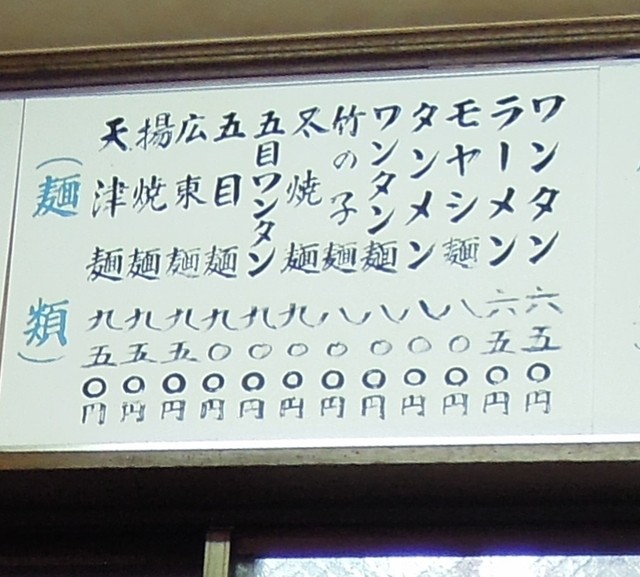 ワンタン 六五〇円
ラーメン 六五〇円
モヤシ麺 八〇〇円
タンメン 八〇〇円
ワンタン麺 八〇〇円
竹の子麺 八〇〇円
叉焼麺 九〇〇円
五目ワンタン 九〇〇円
五目麺 九〇〇円
広東麺 九五〇円
揚焼麺 九五〇円
天津麺 九五〇円
(麺類)